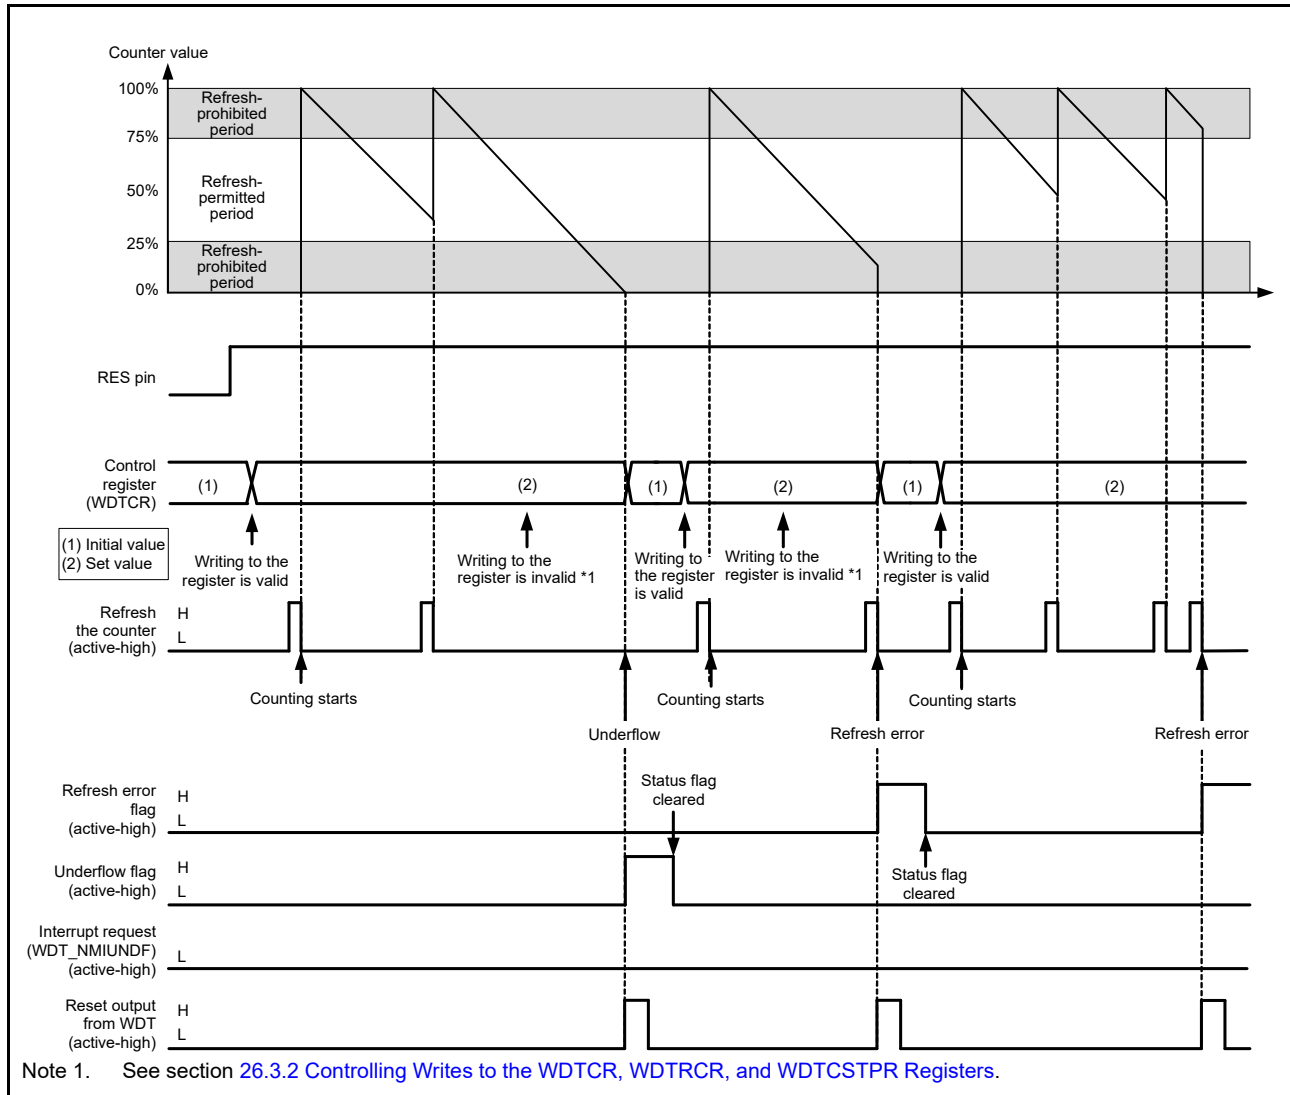 Counter value
100%
Refresh-
prohibited
period
75%
Refresh-
permitted
period
50%
25%
Refresh-
prohibited
period
0%
RES pin
Control
register
(WDTCR)
(1)
(2)
(1)
(2)
(1)
(2)
(1) Initial value
(2) Set value
Writing to the
register is valid
Writing to the
register is invalid *1
Writing to
the register
is valid
Writing to the
register is invalid *1
Writing to the
register is valid
Refresh
the counter
(active-high)
H
L
Counting starts
Counting starts
Counting starts
Underflow
Refresh error
Refresh error
Refresh error
flag
(active-high)
H
L
Status flag
cleared
Status flag
cleared
Underflow flag
(active-high)
H
L
Interrupt request
(WDT_NMIUNDF)
(active-high)
L
Reset output
from WDT
(active-high)
H
L
Note 1. See section 26.3.2 Controlling Writes to the WDTCR, WDTRCR, and WDTCSTPR Registers.